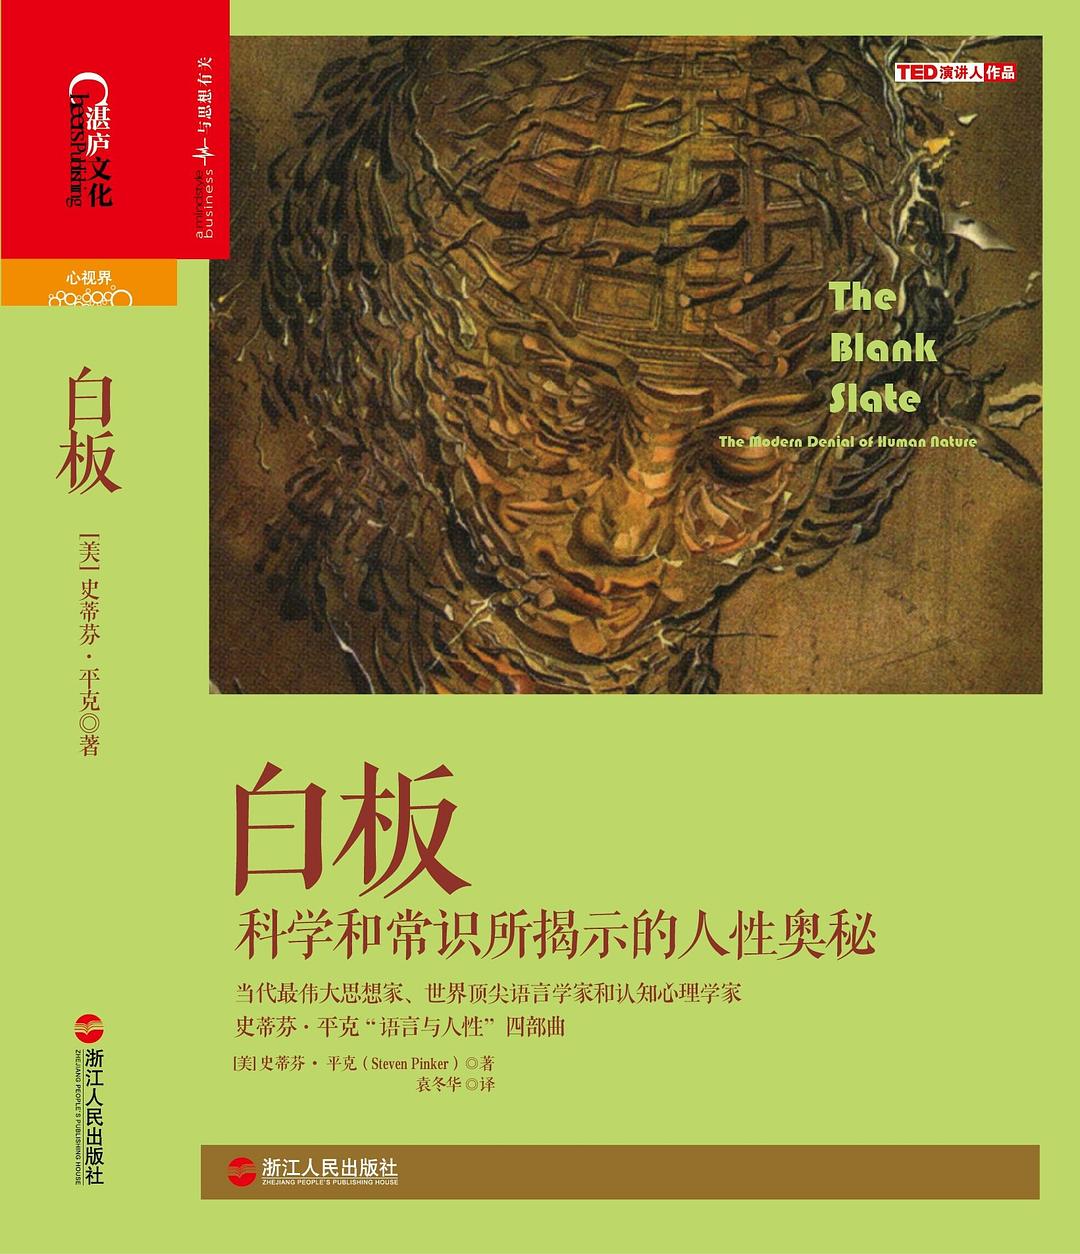 湛庐文化
Cheers Publishing
a mindstyle business
与思想有关
心视界
白板
[美] 史蒂芬·平克◎著
浙江人民出版社
ZHEJIANG PEOPLE'S PUBLISHING HOUSE
TED演讲人作品
The
Blank
Slate
The Modern Denial of Human Nature
白板
科学和常识所揭示的人性奥秘
当代最伟大思想家、世界顶尖语言学家和认知心理学家
史蒂芬·平克“语言与人性”四部曲
[美] 史蒂芬·平克（Steven Pinker）◎著
袁冬华◎译
浙江人民出版社
ZHEJIANG PEOPLE'S PUBLISHING HOUSE